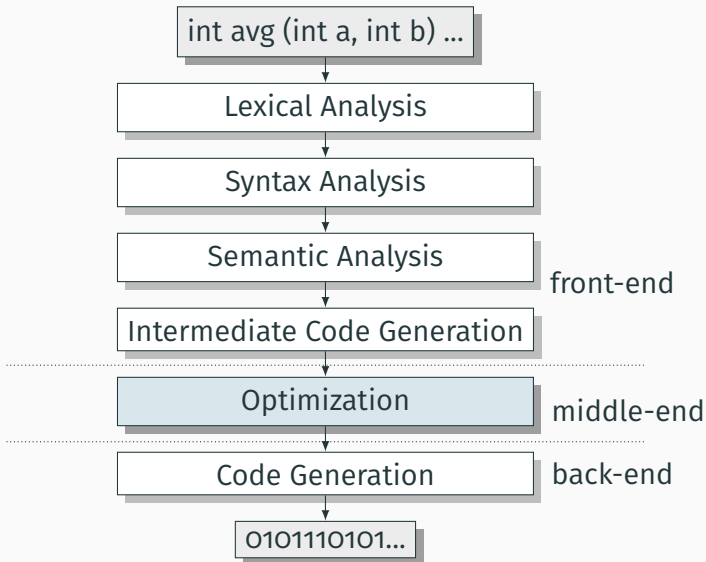 int avg (int a, int b) ...
Lexical Analysis
Syntax Analysis
Semantic Analysis
front-end
Intermediate Code Generation
Optimization
middle-end
Code Generation
back-end
0101110101...